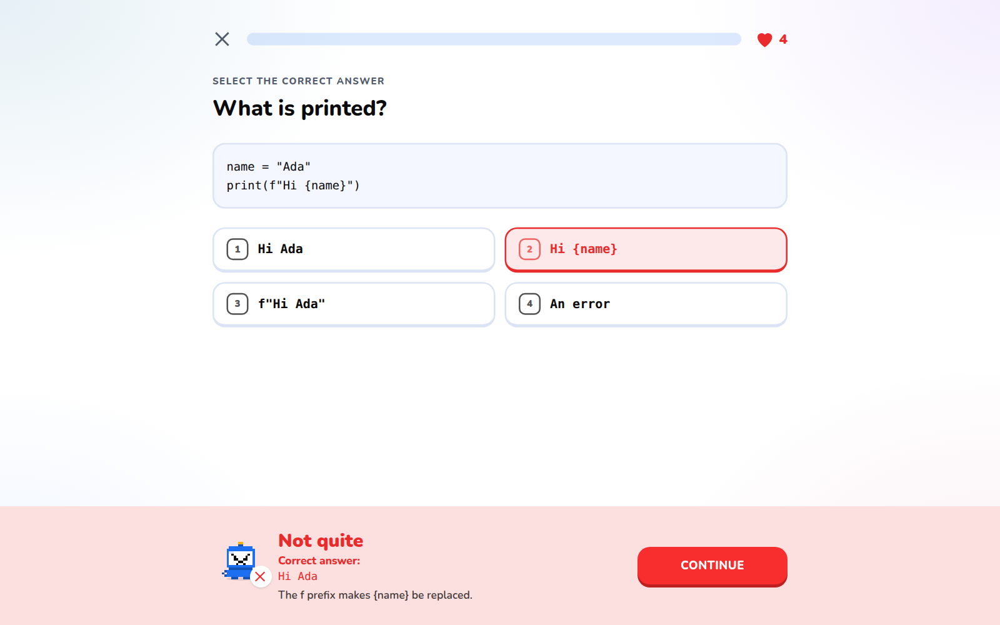 4
SELECT THE CORRECT ANSWER
What is printed?
name = "Ada"
print(f"Hi {name}")
1 Hi Ada
2 Hi {name}
3 f"Hi Ada"
4 An error
Not quite
Correct answer:
Hi Ada
The f prefix makes {name} be replaced.
CONTINUE